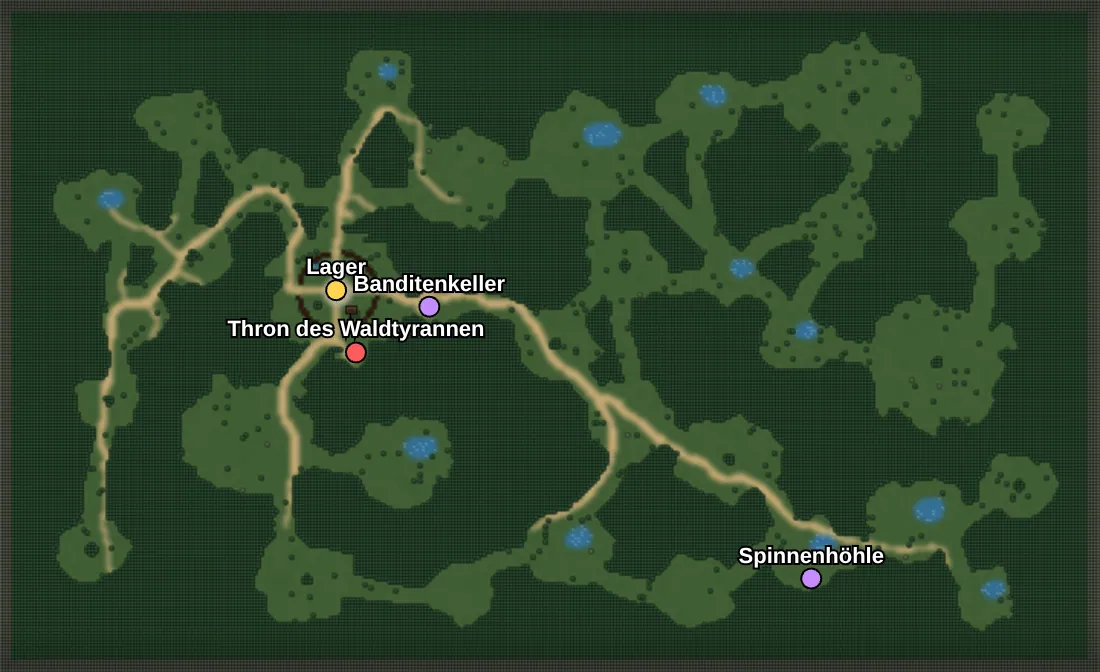 Lager
Banditenkeller
Thron des Waldtyrannen
Spinnenhöhle